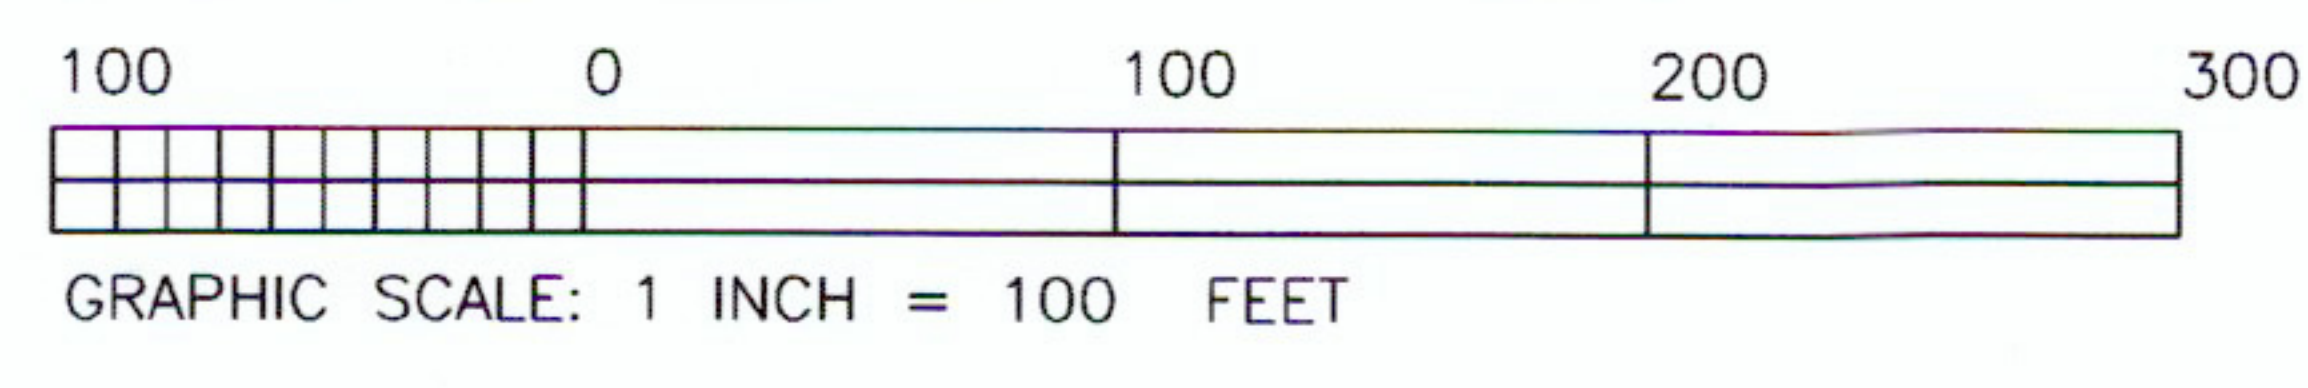 100 0 100 200 300
GRAPHIC SCALE: 1 INCH = 100 FEET